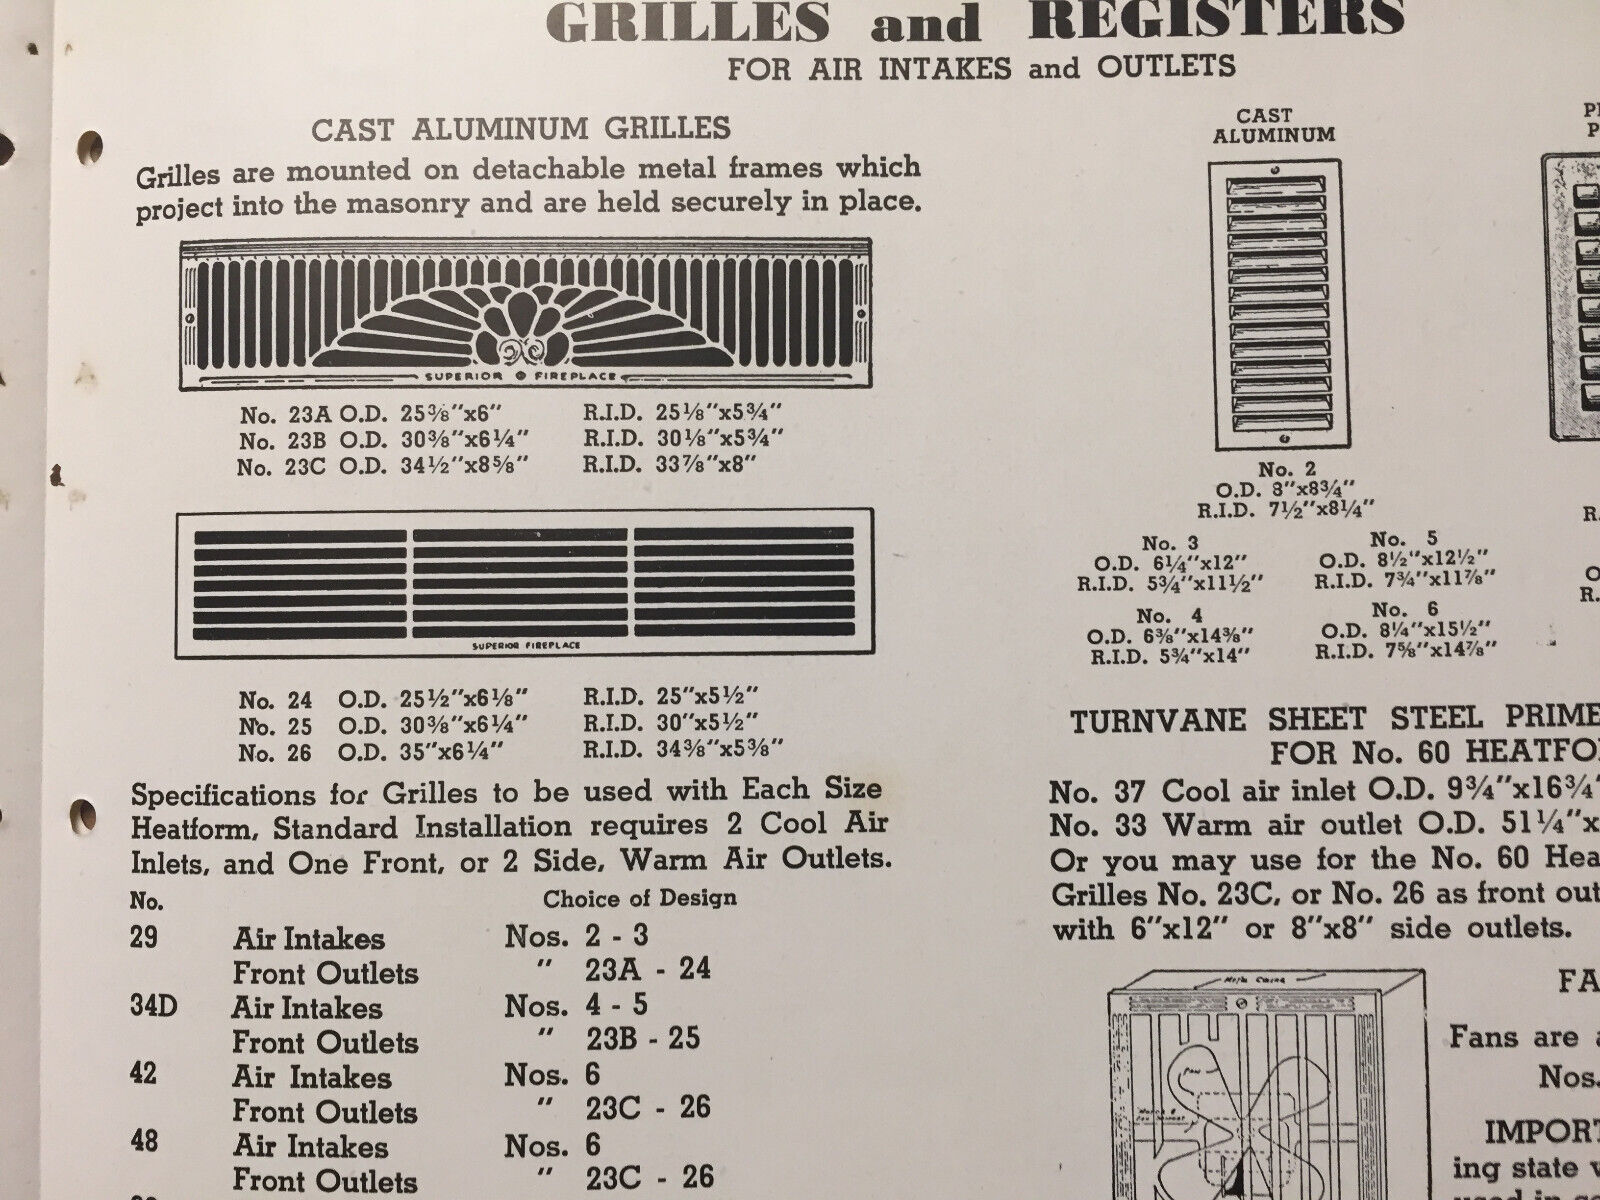 GRILLES and REGISTERS
FOR AIR INTAKES and OUTLETS
CAST ALUMINUM GRILLES
Grilles are mounted on detachable metal frames which
project into the masonry and are held securely in place.
SUPERIOR FIREPLACE
No. 23A O.D. 25⅜"x6" R.I.D. 25⅛"x5¾"
No. 23B O.D. 30⅜"x6¼" R.I.D. 30⅛"x5¾"
No. 23C O.D. 34½"x8⅝" R.I.D. 33⅞"x8"
SUPERIOR FIREPLACE
No. 24 O.D. 25½"x6⅛" R.I.D. 25"x5½"
No. 25 O.D. 30⅜"x6¼" R.I.D. 30"x5½"
No. 26 O.D. 35"x6¼" R.I.D. 34⅜"x5⅜"
Specifications for Grilles to be used with Each Size
Heatform, Standard Installation requires 2 Cool Air
Inlets, and One Front, or 2 Side, Warm Air Outlets.
No. Choice of Design
29 Air Intakes Nos. 2 - 3
Front Outlets " 23A - 24
34D Air Intakes Nos. 4 - 5
Front Outlets " 23B - 25
42 Air Intakes Nos. 6
Front Outlets " 23C - 26
48 Air Intakes Nos. 6
Front Outlets " 23C - 26
CAST
ALUMINUM
No. 2
O.D. 8"x8¾"
R.I.D. 7½"x8¼"
No. 3
O.D. 6¼"x12"
R.I.D. 5¾"x11½"
No. 5
O.D. 8½"x12½"
R.I.D. 7¾"x11⅞"
No. 4
O.D. 6⅜"x14⅜"
R.I.D. 5¾"x14"
No. 6
O.D. 8¼"x15½"
R.I.D. 7⅝"x14⅞"
P
R.
O
R.
TURNVANE SHEET STEEL PRIME
FOR No. 60 HEATFO
No. 37 Cool air inlet O.D. 9¾"x16¾"
No. 33 Warm air outlet O.D. 51¼"x
Or you may use for the No. 60 Hea
Grilles No. 23C, or No. 26 as front out
with 6"x12" or 8"x8" side outlets.
FA
Fans are a
Nos.
IMPORT
ing state